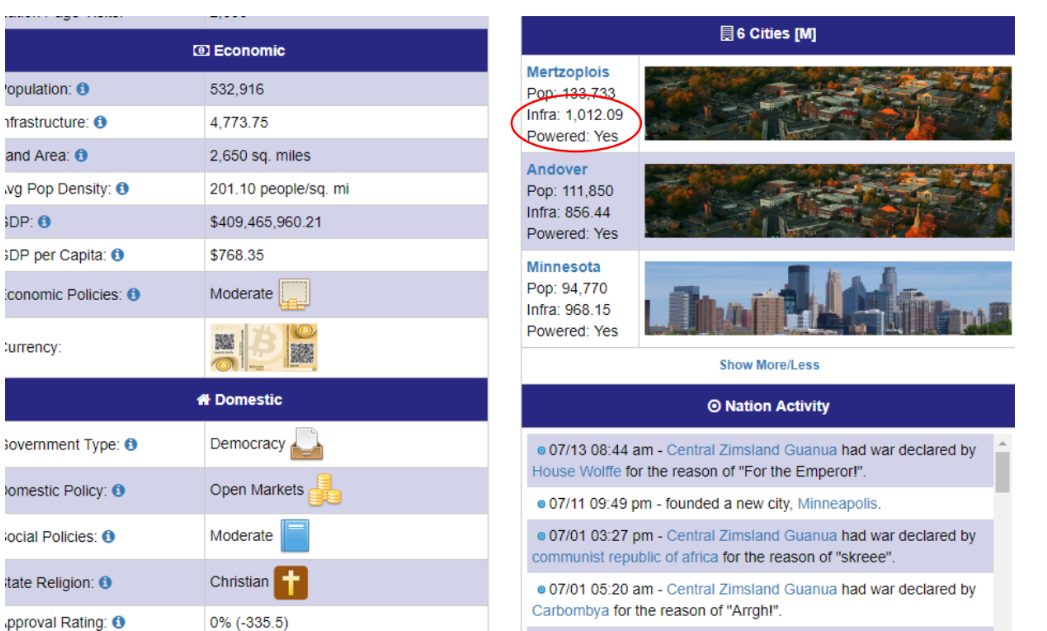 Economic
opulation:
532,916
nfrastructure:
4,773.75
and Area:
2,650 sq. miles
vg Pop Density:
201.10 people/sq. mi
GDP:
$409,465,960.21
GDP per Capita:
$768.35
conomic Policies:
Moderate
urrency:
Domestic
overnment Type:
Democracy
omestic Policy:
Open Markets
ocial Policies:
Moderate
tate Religion:
Christian
pproval Rating:
0% (-335.5)
6 Cities [M]
Mertzoplois
Pop: 133,733
Infra: 1,012.09
Powered: Yes
Andover
Pop: 111,850
Infra: 856.44
Powered: Yes
Minnesota
Pop: 94,770
Infra: 968.15
Powered: Yes
Show More/Less
Nation Activity
07/13 08:44 am - Central Zimsland Guanua had war declared by
House Wolffe for the reason of "For the Emperor!".
07/11 09:49 pm - founded a new city, Minneapolis.
07/01 03:27 pm - Central Zimsland Guanua had war declared by
communist republic of africa for the reason of "skreee".
07/01 05:20 am - Central Zimsland Guanua had war declared by
Carbombya for the reason of "Arrgh!".